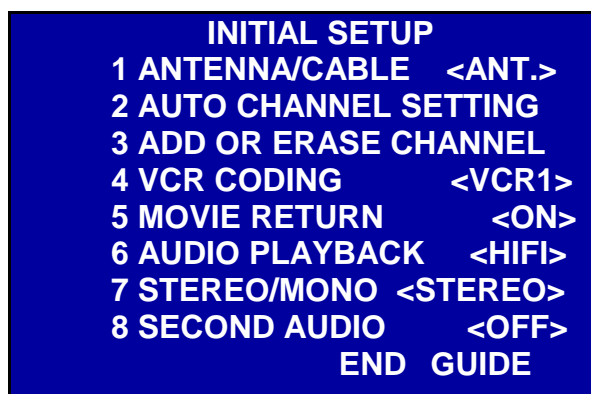 INITIAL SETUP
1 ANTENNA/CABLE <ANT.>
2 AUTO CHANNEL SETTING
3 ADD OR ERASE CHANNEL
4 VCR CODING <VCR1>
5 MOVIE RETURN <ON>
6 AUDIO PLAYBACK <HIFI>
7 STEREO/MONO <STEREO>
8 SECOND AUDIO <OFF>
END GUIDE